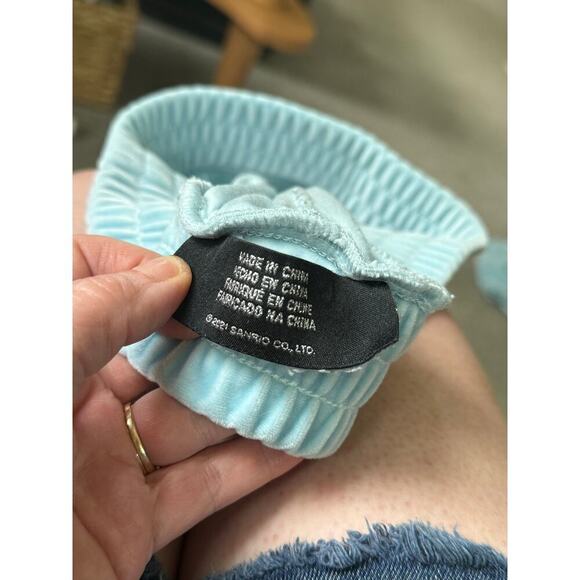 MADE IN CHINA
HECHO EN CHINA
FABRIQUÉ EN CHINE
FABRICADO NA CHINA
©2021 SANRIO CO., LTD.